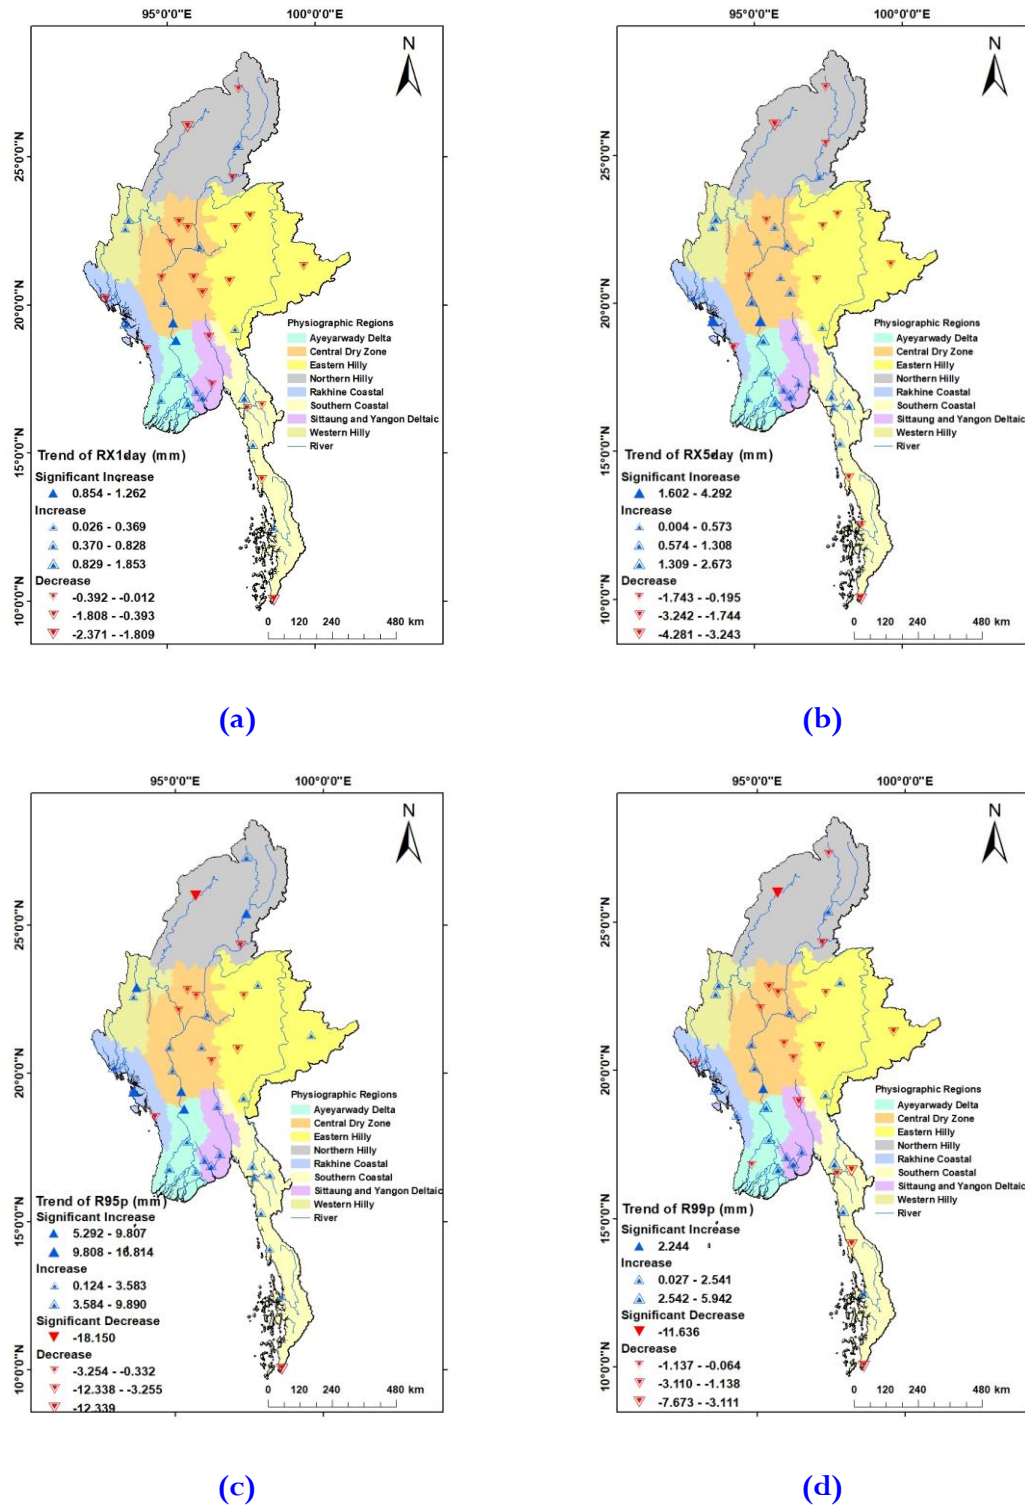 95°0'0"E 100°0'0"E
N
25°0'0"N
20°0'0"N
15°0'0"N
10°0'0"N
Physiographic Regions
Ayeyarwady Delta
Central Dry Zone
Eastern Hilly
Northern Hilly
Rakhine Coastal
Southern Coastal
Sittaung and Yangon Deltaic
Western Hilly
River
Trend of RX1day (mm)
Significant Increase
0.854 - 1.262
Increase
0.026 - 0.369
0.370 - 0.828
0.829 - 1.853
Decrease
-0.392 - -0.012
-1.808 - -0.393
-2.371 - -1.809
0 120 240 480 km
(a)
95°0'0"E 100°0'0"E
N
25°0'0"N
20°0'0"N
15°0'0"N
10°0'0"N
Physiographic Regions
Ayeyarwady Delta
Central Dry Zone
Eastern Hilly
Northern Hilly
Rakhine Coastal
Southern Coastal
Sittaung and Yangon Deltaic
Western Hilly
River
Trend of RX5day (mm)
Significant Increase
1.602 - 4.292
Increase
0.004 - 0.573
0.574 - 1.308
1.309 - 2.673
Decrease
-1.743 - -0.195
-3.242 - -1.744
-4.281 - -3.243
0 120 240 480 km
(b)
95°0'0"E 100°0'0"E
N
25°0'0"N
20°0'0"N
15°0'0"N
10°0'0"N
Physiographic Regions
Ayeyarwady Delta
Central Dry Zone
Eastern Hilly
Northern Hilly
Rakhine Coastal
Southern Coastal
Sittaung and Yangon Deltaic
Western Hilly
River
Trend of R95p (mm)
Significant Increase
5.292 - 9.807
9.808 - 16.814
Increase
0.124 - 3.583
3.584 - 9.890
Significant Decrease
-18.150
Decrease
-3.254 - -0.332
-12.338 - -3.255
-12.339
0 120 240 480 km
(c)
95°0'0"E 100°0'0"E
N
25°0'0"N
20°0'0"N
15°0'0"N
10°0'0"N
Physiographic Regions
Ayeyarwady Delta
Central Dry Zone
Eastern Hilly
Northern Hilly
Rakhine Coastal
Southern Coastal
Sittaung and Yangon Deltaic
Western Hilly
River
Trend of R99p (mm)
Significant Increase
2.244
Increase
0.027 - 2.541
2.542 - 5.942
Significant Decrease
-11.636
Decrease
-1.137 - -0.064
-3.110 - -1.138
-7.673 - -3.111
0 120 240 480 km
(d)